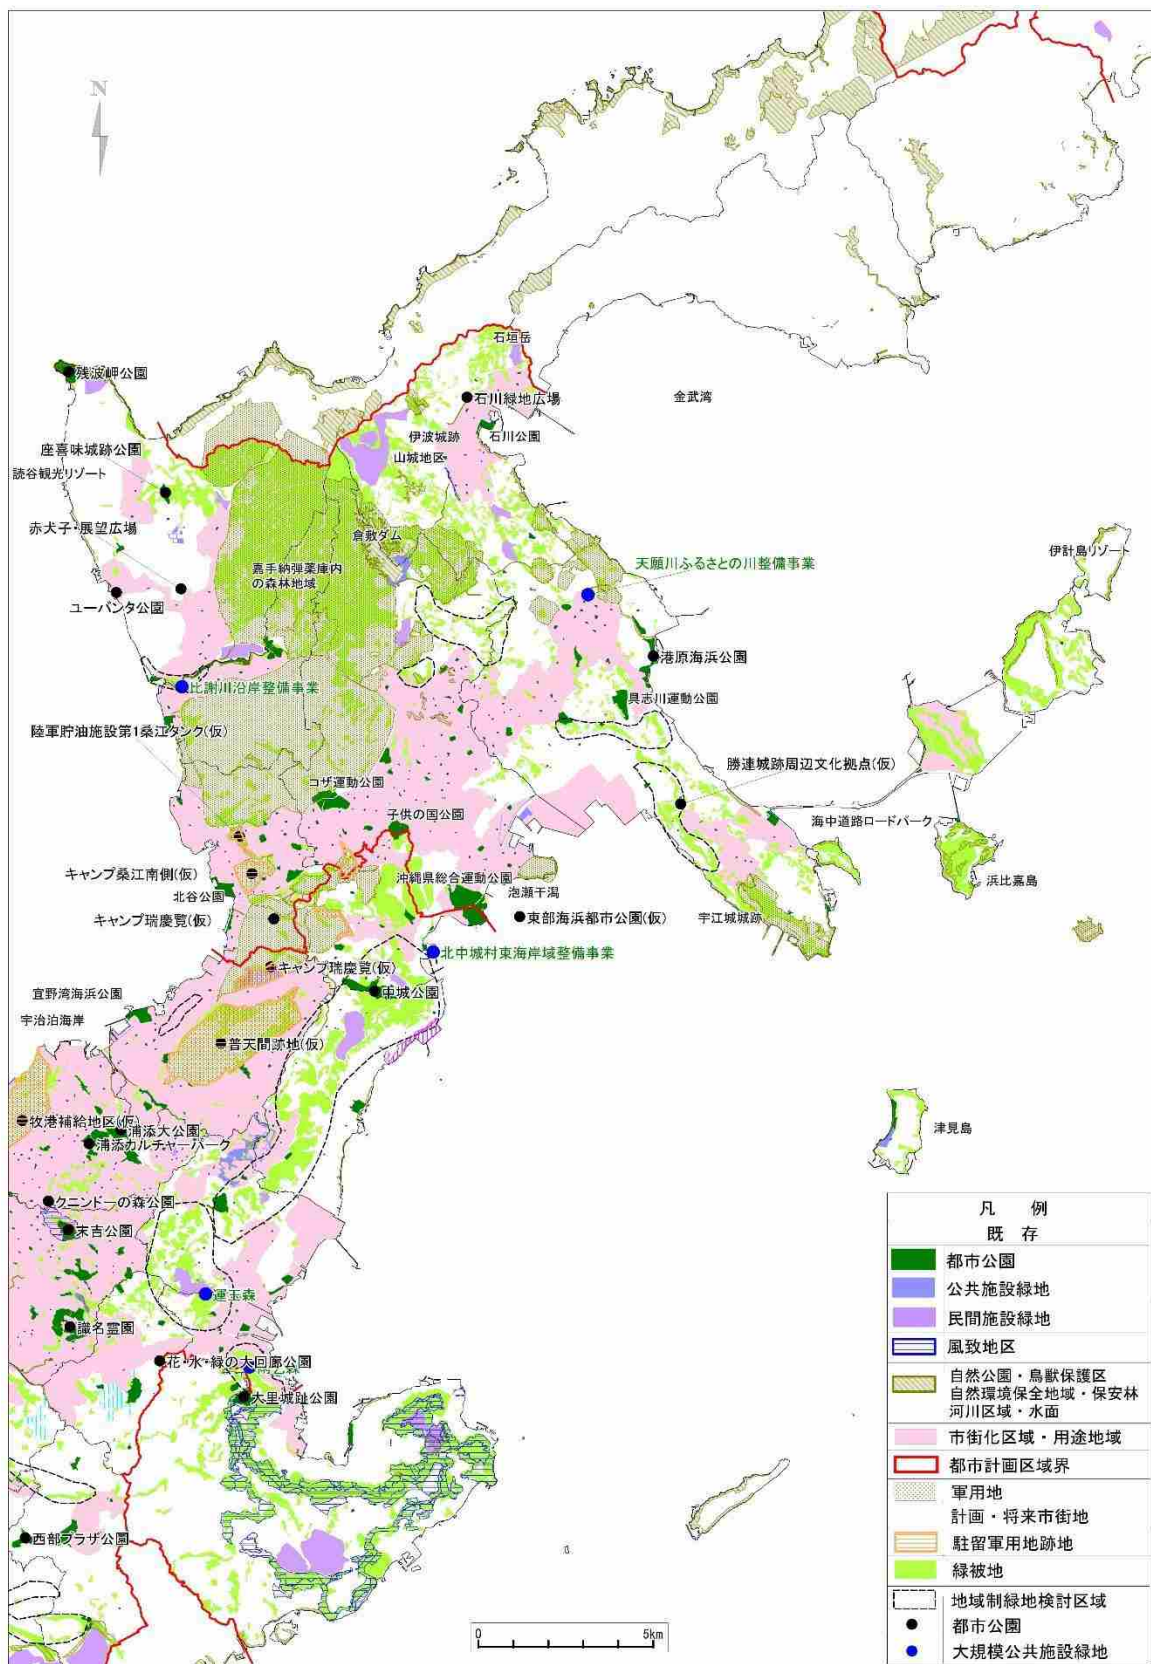 N
石垣岳
残波岬公園
石川緑地広場
金武湾
伊波城跡
石川公園
座喜味城跡公園
山城地区
読谷観光リゾート
赤犬子・展望広場
倉敷ダム
伊計島リゾート
天願川ふるさとの川整備事業
嘉手納弾薬庫内
の森林地域
ユーバンタ公園
港原海浜公園
比謝川沿岸整備事業
具志川運動公園
陸軍貯油施設第1桑江タンク(仮)
勝連城跡周辺文化拠点(仮)
コザ運動公園
子供の国公園
海中道路ロードパーク
キャンプ桑江南側(仮)
沖縄県総合運動公園
泡瀬干潟
浜比嘉島
北谷公園
キャンプ瑞慶覧(仮)
東部海浜都市公園(仮)
宇江城城跡
北中城村東海岸域整備事業
キャンプ瑞慶覧(仮)
宜野湾海浜公園
中城公園
宇治泊海岸
普天間跡地(仮)
牧港補給地区(仮)
浦添大公園
浦添カルチャーパーク
津見島
クニンドーの森公園
末吉公園
運玉森
識名霊園
花・水・緑の大回廊公園
大里城趾公園
西部プラザ公園
0 5km
凡 例
既 存
都市公園
公共施設緑地
民間施設緑地
風致地区
自然公園・鳥獣保護区
自然環境保全地域・保安林
河川区域・水面
市街化区域・用途地域
都市計画区域界
軍用地
計画・将来市街地
駐留軍用地跡地
緑被地
地域制緑地検討区域
都市公園
大規模公共施設緑地